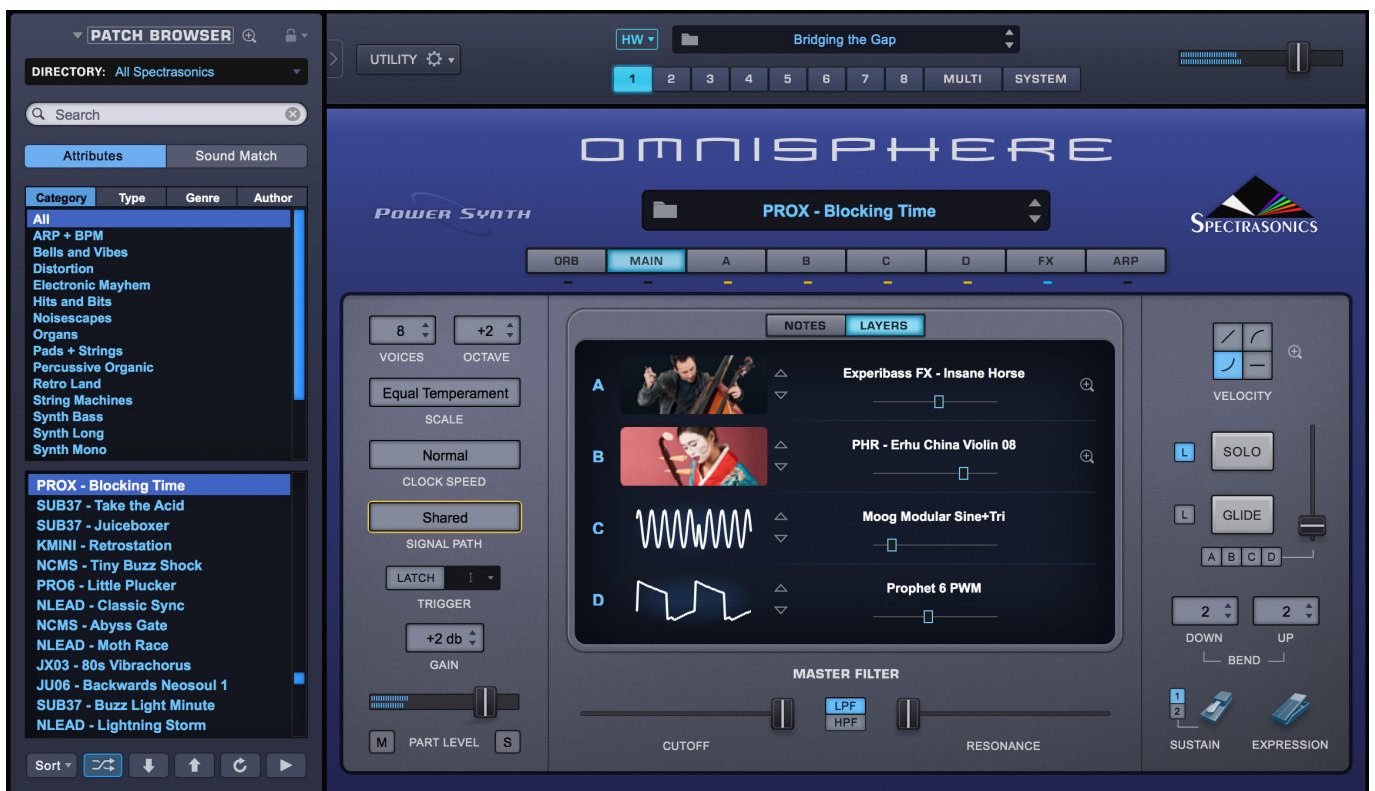 PATCH BROWSER
DIRECTORY: All Spectrasonics
Search
Attributes Sound Match
Category Type Genre Author
All
ARP + BPM
Bells and Vibes
Distortion
Electronic Mayhem
Hits and Bits
Noisescapes
Organs
Pads + Strings
Percussive Organic
Retro Land
String Machines
Synth Bass
Synth Long
Synth Mono
PROX - Blocking Time
SUB37 - Take the Acid
SUB37 - Juiceboxer
KMINI - Retrostation
NCMS - Tiny Buzz Shock
PRO6 - Little Plucker
NLEAD - Classic Sync
NCMS - Abyss Gate
NLEAD - Moth Race
JX03 - 80s Vibrachorus
JU06 - Backwards Neosoul 1
SUB37 - Buzz Light Minute
NLEAD - Lightning Storm
Sort
UTILITY
HW Bridging the Gap
1 2 3 4 5 6 7 8 MULTI SYSTEM
OMNISPHERE
POWER SYNTH
PROX - Blocking Time
SPECTRASONICS
ORB MAIN A B C D FX ARP
8 +2
VOICES OCTAVE
Equal Temperament
SCALE
Normal
CLOCK SPEED
Shared
SIGNAL PATH
LATCH
TRIGGER
+2 db
GAIN
M PART LEVEL S
NOTES LAYERS
A Experibass FX - Insane Horse
B PHR - Erhu China Violin 08
C Moog Modular Sine+Tri
D Prophet 6 PWM
MASTER FILTER
LPF
HPF
CUTOFF RESONANCE
VELOCITY
L SOLO
L GLIDE
A B C D
2 2
DOWN UP
BEND
1
2
SUSTAIN EXPRESSION